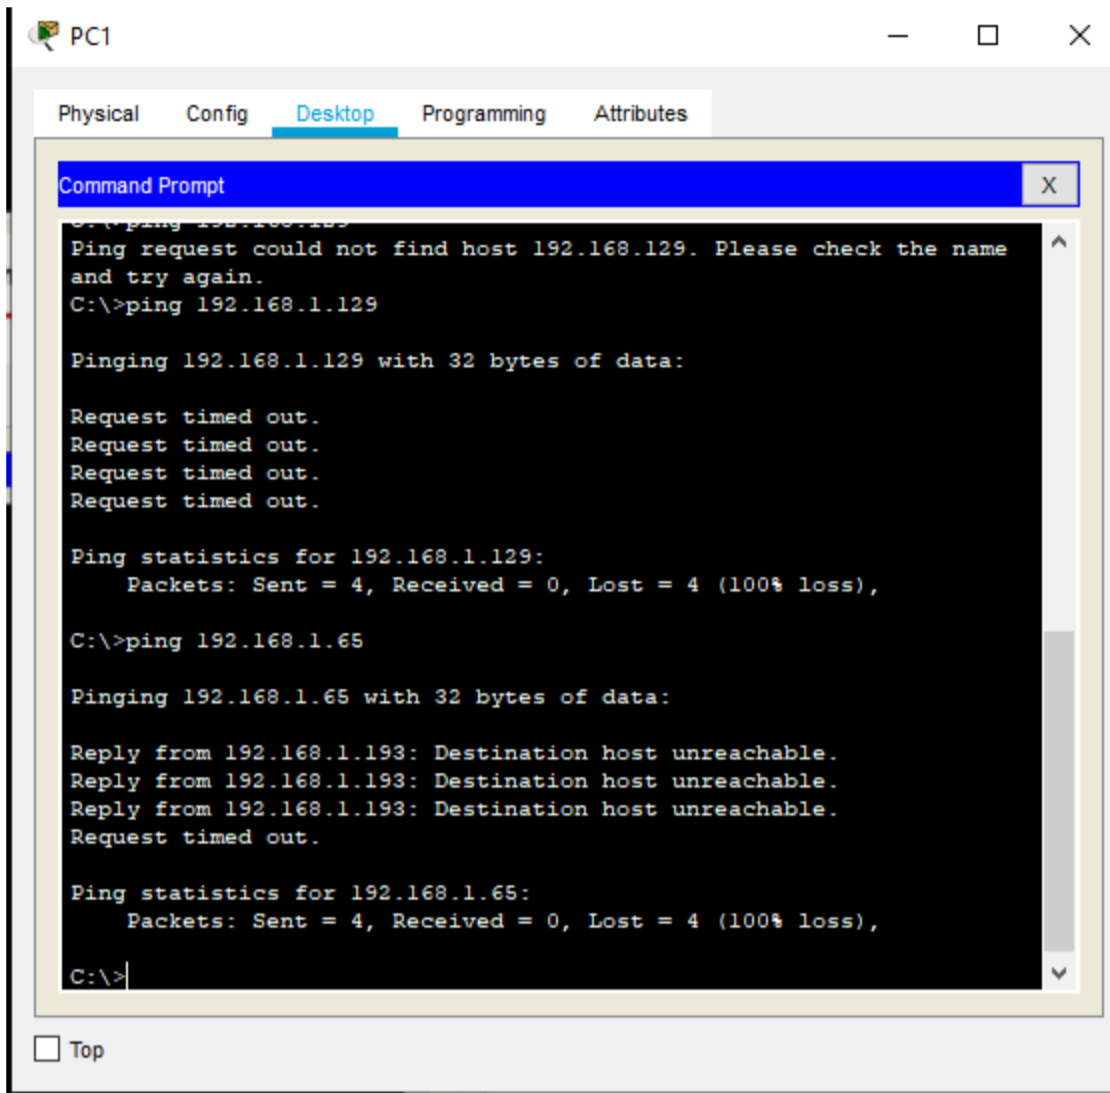 PC1
Physical Config Desktop Programming Attributes
Command Prompt
X
C:\>ping 192.168.129
Ping request could not find host 192.168.129. Please check the name
and try again.
C:\>ping 192.168.1.129
Pinging 192.168.1.129 with 32 bytes of data:
Request timed out.
Request timed out.
Request timed out.
Request timed out.
Ping statistics for 192.168.1.129:
Packets: Sent = 4, Received = 0, Lost = 4 (100% loss),
C:\>ping 192.168.1.65
Pinging 192.168.1.65 with 32 bytes of data:
Reply from 192.168.1.193: Destination host unreachable.
Reply from 192.168.1.193: Destination host unreachable.
Reply from 192.168.1.193: Destination host unreachable.
Request timed out.
Ping statistics for 192.168.1.65:
Packets: Sent = 4, Received = 0, Lost = 4 (100% loss),
C:\>
Top